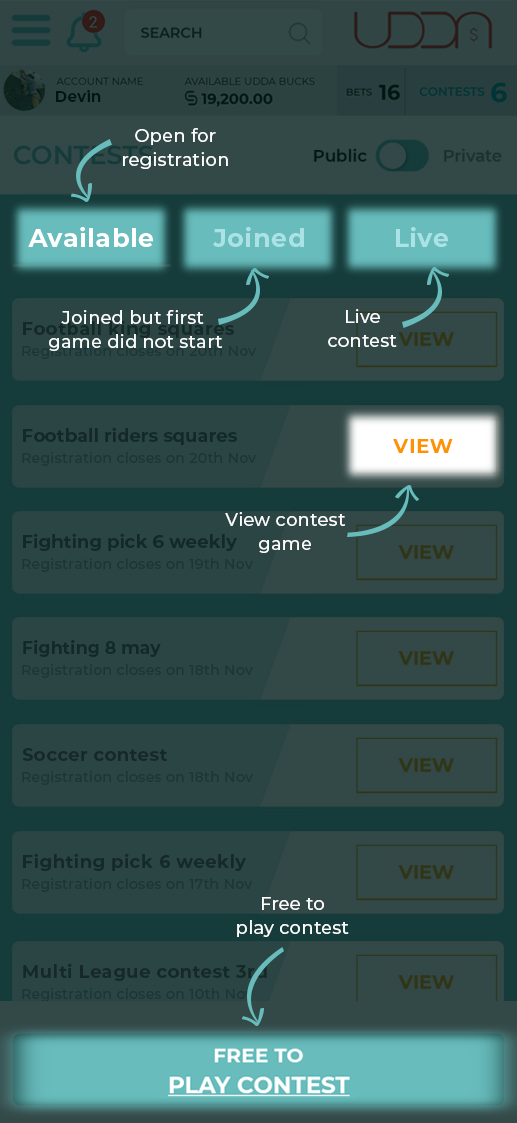 2
SEARCH
UDDA
$
ACCOUNT NAME
Devin
AVAILABLE UDDA BUCKS
19,200.00
BETS 16
CONTESTS 6
CONTESTS
Open for
registration
Public
Private
Available
Joined
Live
Joined but first
game did not start
Live
contest
Football king squares
Registration closes on 20th Nov
VIEW
Football riders squares
Registration closes on 20th Nov
VIEW
View contest
game
Fighting pick 6 weekly
Registration closes on 19th Nov
VIEW
Fighting 8 may
Registration closes on 18th Nov
VIEW
Soccer contest
Registration closes on 18th Nov
VIEW
Fighting pick 6 weekly
Registration closes on 17th Nov
VIEW
Free to
play contest
Multi League contest 3rd
Registration closes on 10th Nov
VIEW
FREE TO
PLAY CONTEST